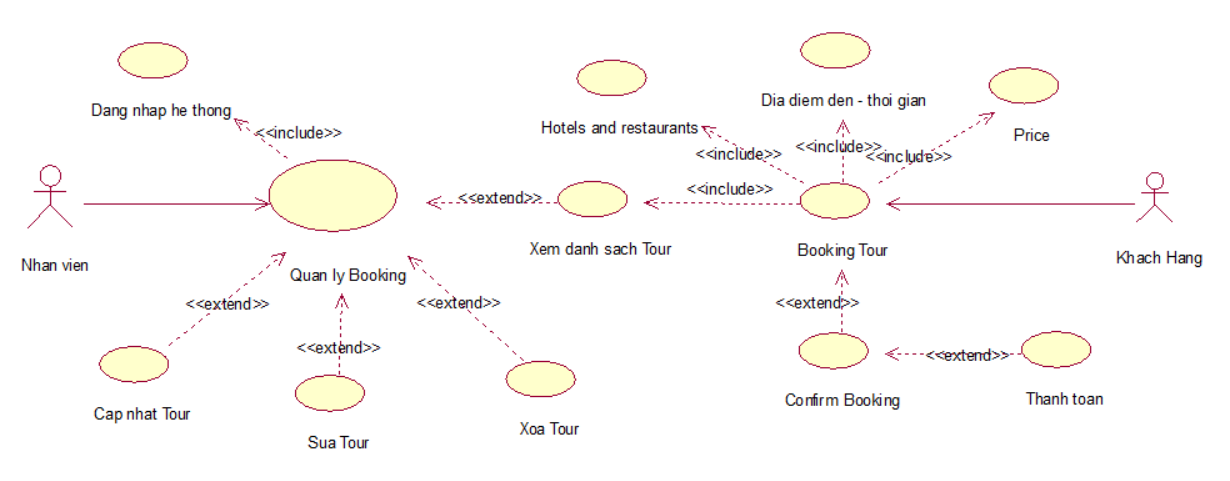 Dang nhap he thong
<<include>>
Hotels and restaurants
<<include>>
Dia diem den - thoi gian
<<include>>
Price
<<include>>
Nhan vien
Quan ly Booking
<<extend>>
Xem danh sach Tour
<<include>>
Booking Tour
Khach Hang
<<extend>>
Cap nhat Tour
<<extend>>
Sua Tour
<<extend>>
Xoa Tour
<<extend>>
Confirm Booking
<<extend>>
Thanh toan